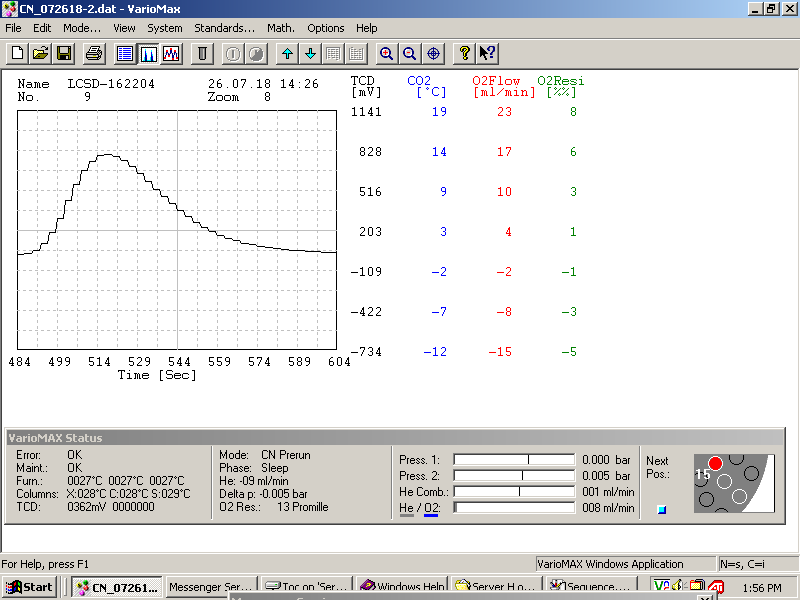 CN_072618-2.dat - VarioMax
File Edit Mode... View System Standards... Math. Options Help
Name LCSD-162204 26.07.18 14:26 TCD CO2 O2Flow O2Resi
No. 9 Zoom 8 [mV] [°C] [ml/min] [%%]
1141 19 23 8
828 14 17 6
516 9 10 3
203 3 4 1
-109 -2 -2 -1
-422 -7 -8 -3
-734 -12 -15 -5
484 499 514 529 544 559 574 589 604
Time [Sec]
VarioMAX Status
Error: OK Mode: CN Prerun Press. 1: 0.000 bar Next
Maint.: OK Phase: Sleep Press. 2: 0.005 bar Pos.: 15
Furn.: 0027°C 0027°C 0027°C He: -09 ml/min He Comb.: 001 ml/min
Columns: X:028°C C:028°C S:029°C Delta p: -0.005 bar He / O2: 008 ml/min
TCD: 0362mV 0000000 O2 Res.: 13 Promille
For Help, press F1 VarioMAX Windows Application N=s, C=i
Start CN_07261... Messenger Ser... Toc on 'Ser... Windows Help Server H o... Sequence.... 1:56 PM